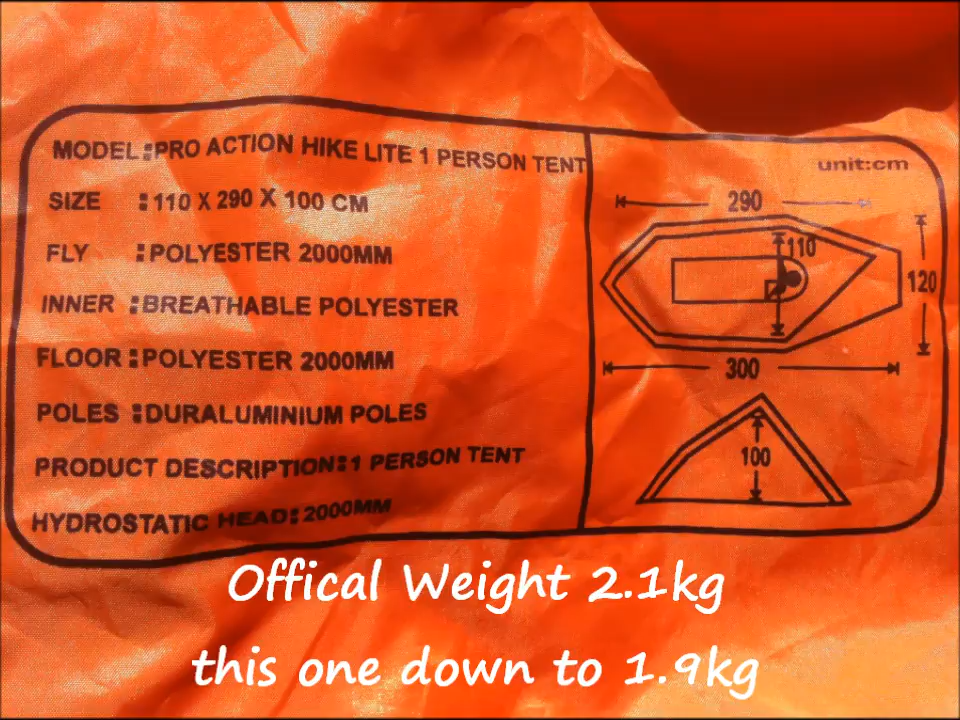 MODEL:PRO ACTION HIKE LITE 1 PERSON TENT
SIZE :110 X 290 X 100 CM
FLY :POLYESTER 2000MM
INNER :BREATHABLE POLYESTER
FLOOR :POLYESTER 2000MM
POLES :DURALUMINIUM POLES
PRODUCT DESCRIPTION:1 PERSON TENT
HYDROSTATIC HEAD: 2000MM
unit:cm
290
110
120
300
100
Offical Weight 2.1kg
this one down to 1.9kg